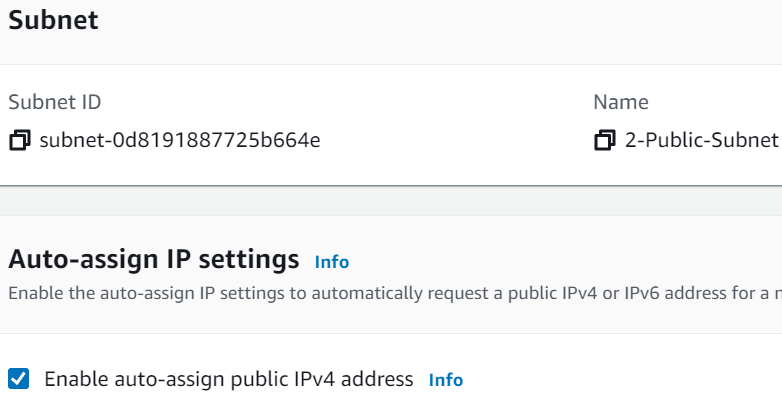 Subnet
Subnet ID
Name
subnet-0d8191887725b664e
2-Public-Subnet
Auto-assign IP settings Info
Enable the auto-assign IP settings to automatically request a public IPv4 or IPv6 address for a
Enable auto-assign public IPv4 address Info